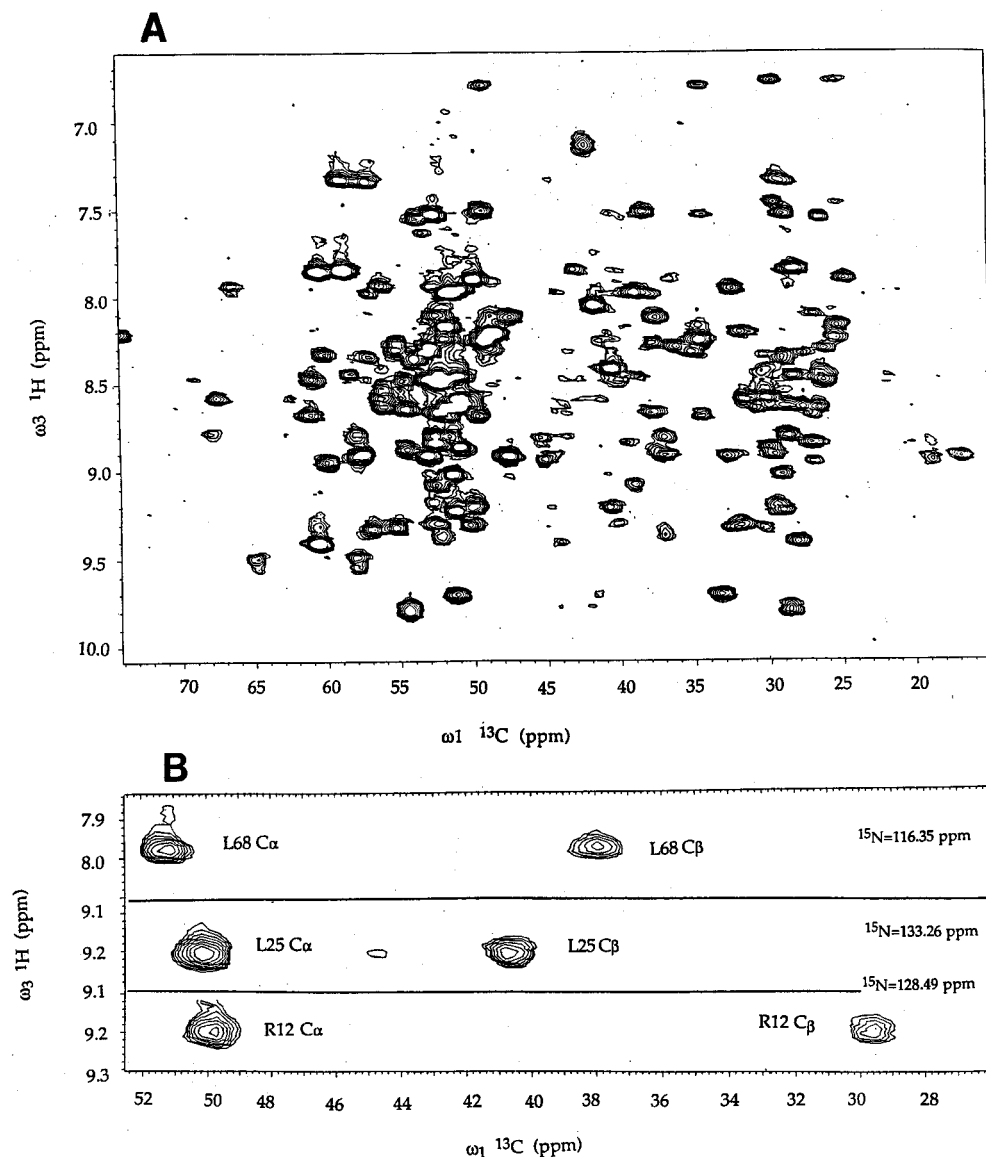 A
7.0
7.5
8.0
8.5
9.0
9.5
10.0
ω3 ¹H (ppm)
70 65 60 55 50 45 40 35 30 25 20
ω1 ¹³C (ppm)
B
7.9
8.0
9.1
9.2
9.1
9.2
9.3
ω₃ ¹H (ppm)
L68 Cα
L68 Cβ
¹⁵N=116.35 ppm
L25 Cα
L25 Cβ
¹⁵N=133.26 ppm
¹⁵N=128.49 ppm
R12 Cα
R12 Cβ
52 50 48 46 44 42 40 38 36 34 32 30 28
ω₁ ¹³C (ppm)